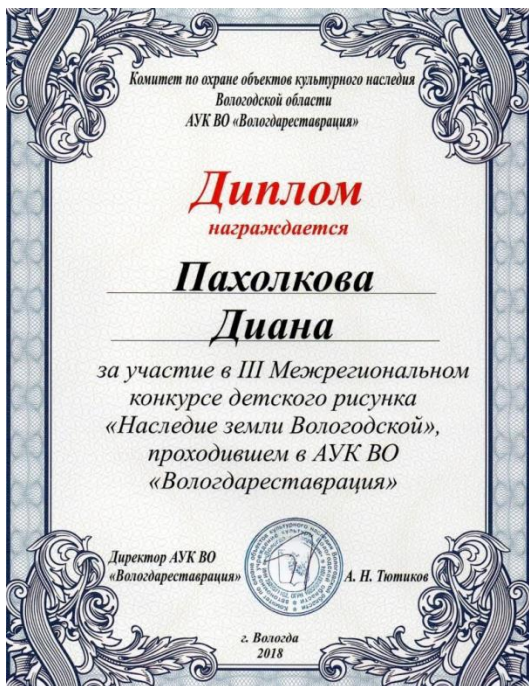 Комитет по охране объектов культурного наследия
Вологодской области
АУК ВО «Вологдареставрация»
Диплом
награждается
Пахолкова
Диана
за участие в III Межрегиональном
конкурсе детского рисунка
«Наследие земли Вологодской»,
проходившем в АУК ВО
«Вологдареставрация»
Директор АУК ВО
«Вологдареставрация»
А. Н. Тютиков
г. Вологда
2018